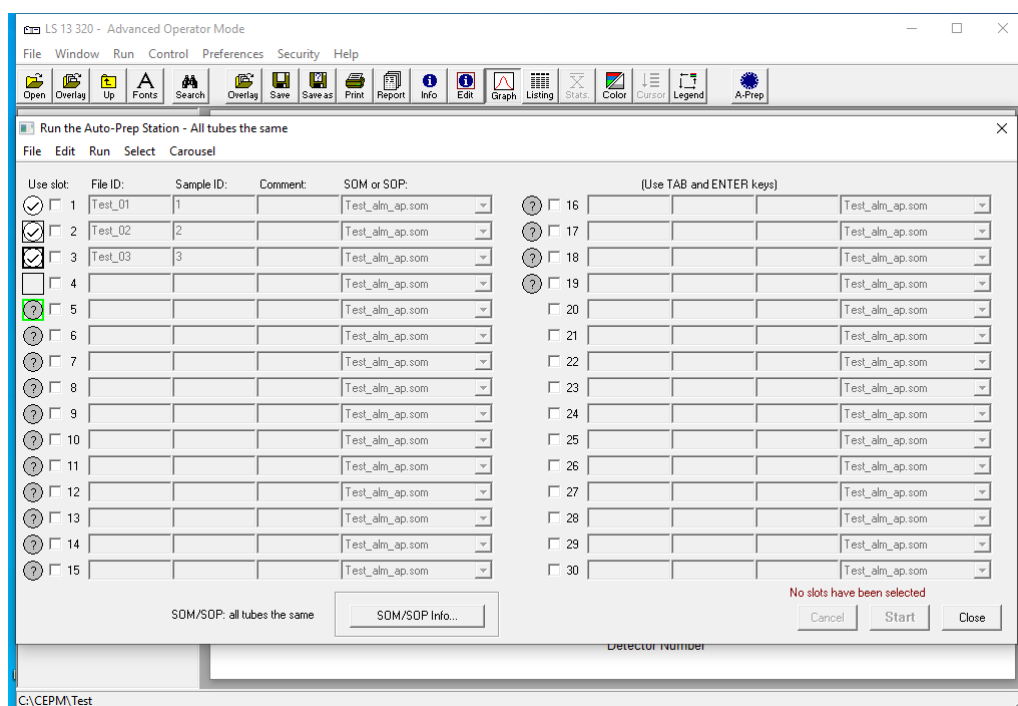 LS 13 320 - Advanced Operator Mode
File Window Run Control Preferences Security Help
Open Overlay Up Fonts Search Overlay Save Save as Print Report Info Edit Graph Listing Stats. Color Cursor Legend A-Prep
Run the Auto-Prep Station - All tubes the same
File Edit Run Select Carousel
Use slot: File ID: Sample ID: Comment: SOM or SOP: (Use TAB and ENTER keys)
1 Test_01 1 Test_alm_ap.som ? 16 Test_alm_ap.som
2 Test_02 2 Test_alm_ap.som ? 17 Test_alm_ap.som
3 Test_03 3 Test_alm_ap.som ? 18 Test_alm_ap.som
4 Test_alm_ap.som ? 19 Test_alm_ap.som
? 5 Test_alm_ap.som 20 Test_alm_ap.som
? 6 Test_alm_ap.som 21 Test_alm_ap.som
? 7 Test_alm_ap.som 22 Test_alm_ap.som
? 8 Test_alm_ap.som 23 Test_alm_ap.som
? 9 Test_alm_ap.som 24 Test_alm_ap.som
? 10 Test_alm_ap.som 25 Test_alm_ap.som
? 11 Test_alm_ap.som 26 Test_alm_ap.som
? 12 Test_alm_ap.som 27 Test_alm_ap.som
? 13 Test_alm_ap.som 28 Test_alm_ap.som
? 14 Test_alm_ap.som 29 Test_alm_ap.som
? 15 Test_alm_ap.som 30 Test_alm_ap.som
No slots have been selected
SOM/SOP: all tubes the same SOM/SOP Info... Cancel Start Close
Detector Number
C:\CEPM\Test